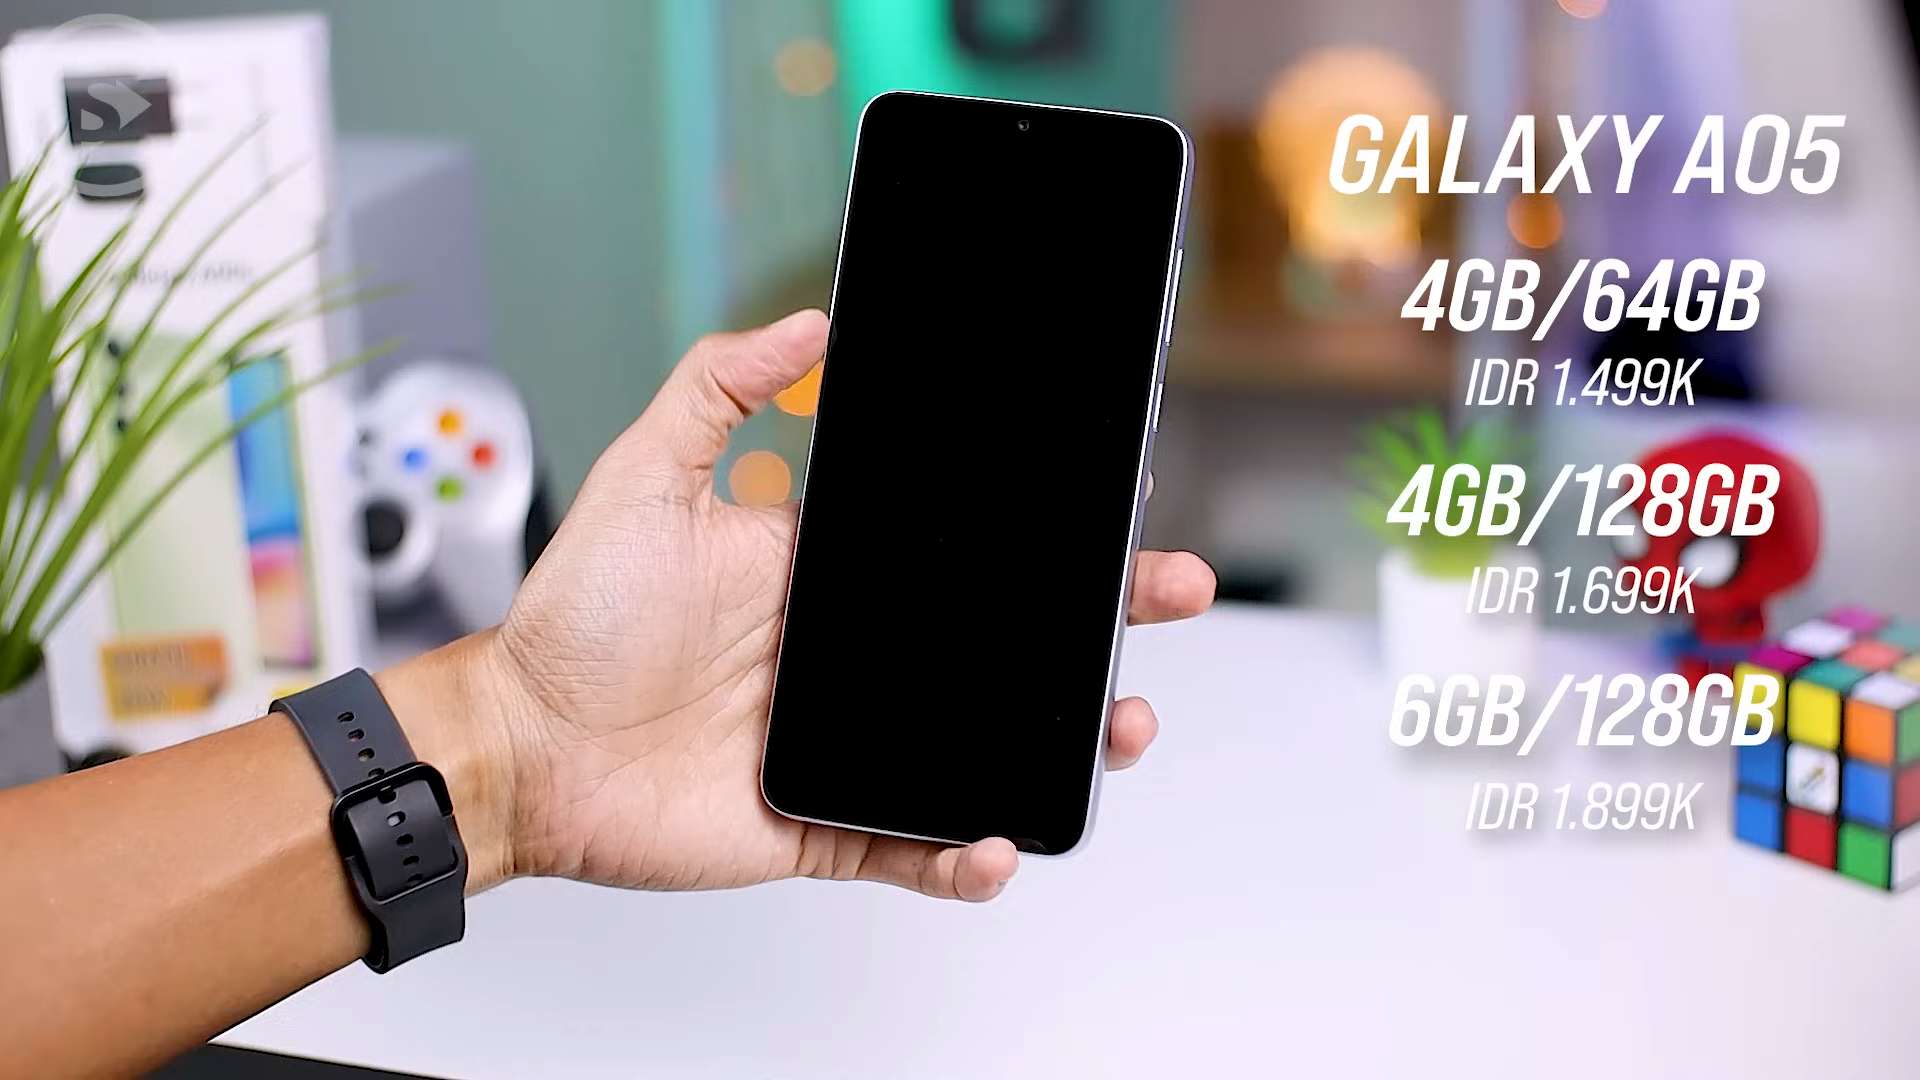 GALAXY A05
4GB/64GB
IDR 1.499K
4GB/128GB
IDR 1.699K
6GB/128GB
IDR 1.899K